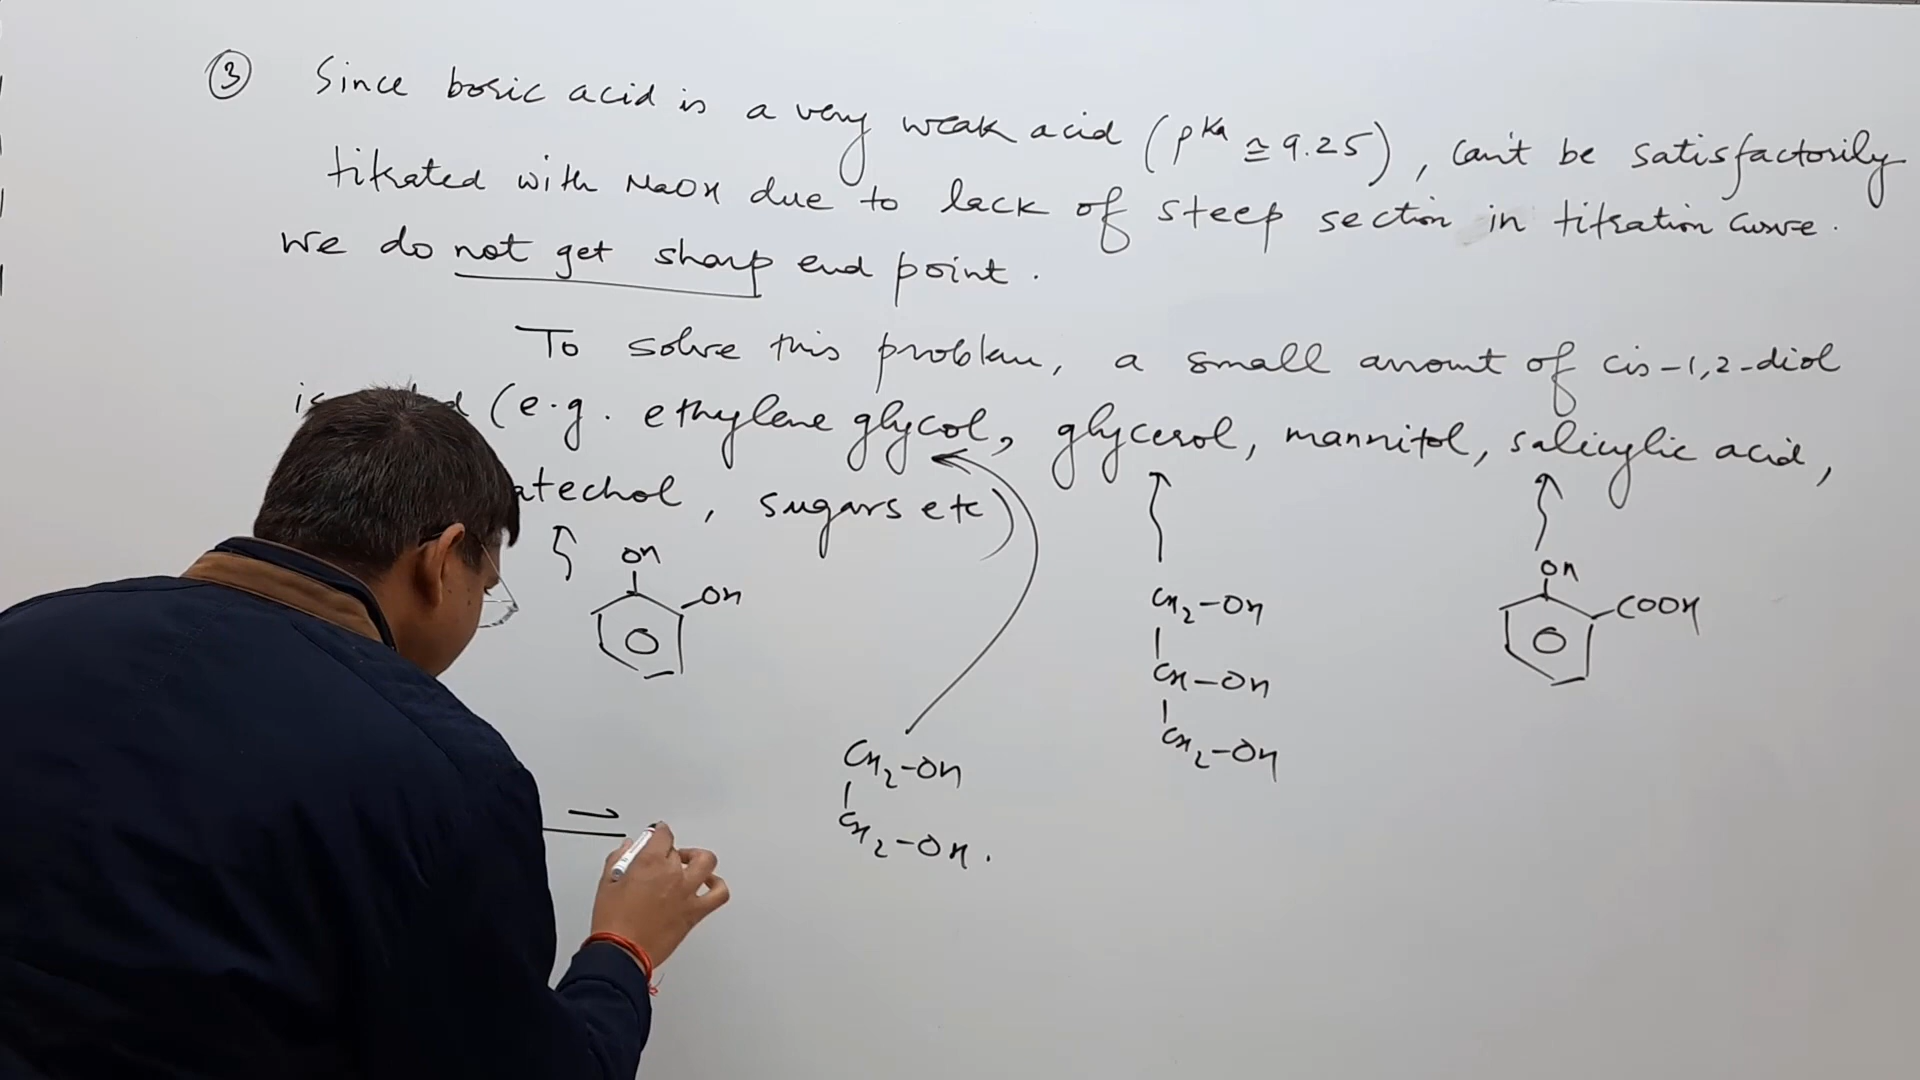 ③ Since boric acid is a very weak acid (pKa ≅ 9.25), can't be satisfactorily
titrated with NaOH due to lack of steep section in titration curve.
we do not get sharp end point.
To solve this problem, a small amount of cis-1,2-diol
(e.g. ethylene glycol, glycerol, mannitol, salicylic acid,
atechol, sugars etc)
OH
OH
OH
COOH
CH2-OH
CH-OH
CH2-OH
CH2-OH
CH2-OH.